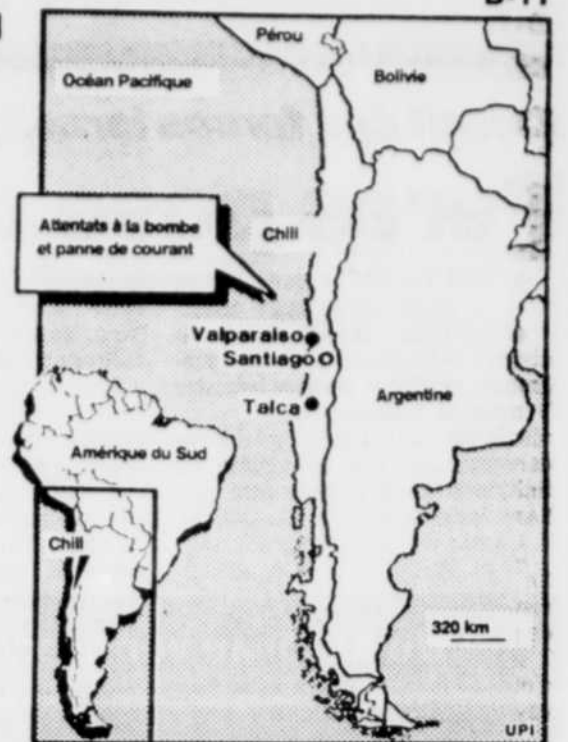 Pérou
Océan Pacifique
Bolivie
Attentats à la bombe
et panne de courant
Chili
Valparaiso
Santiago
Talca
Argentine
Amérique du Sud
Chili
320 km
UPI